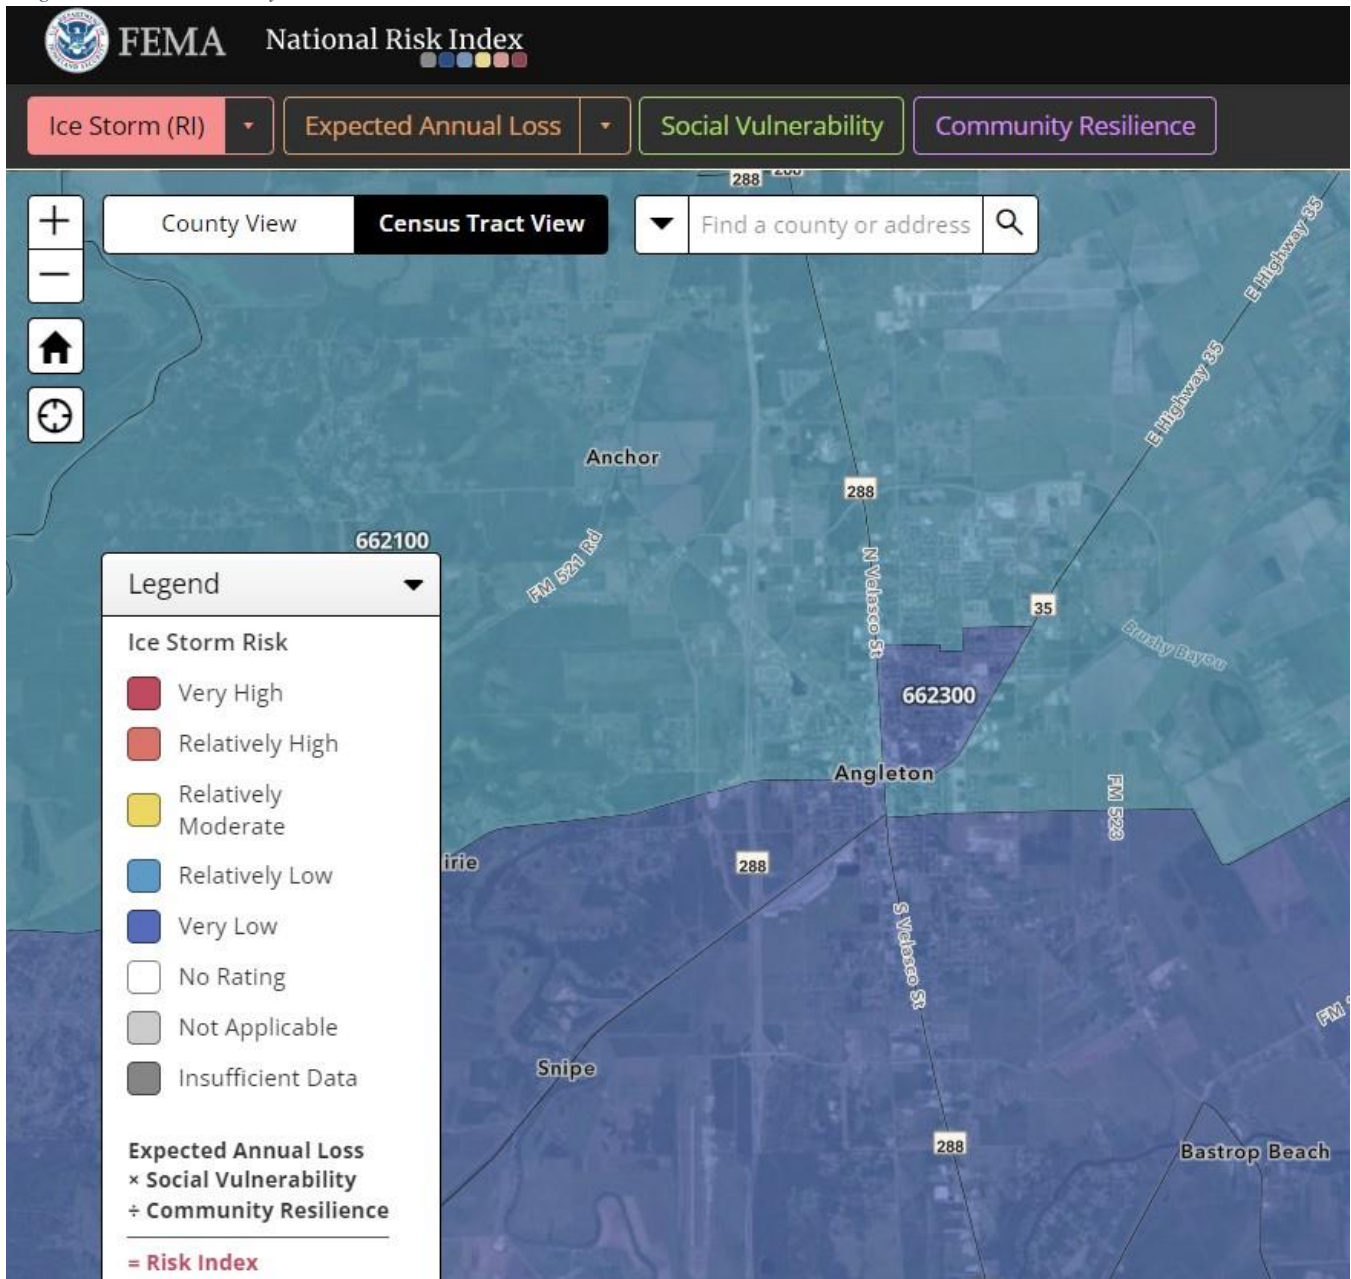 FEMA
National Risk Index
Ice Storm (RI)
Expected Annual Loss
Social Vulnerability
Community Resilience
County View
Census Tract View
Find a county or address
288
E Highway 35
E Highway 35
Anchor
288
662100
FM 521 Rd
N Velasco St
35
Brushy Bayou
662300
Angleton
FM 523
irie
288
S Velasco St
FM
Snipe
288
Bastrop Beach
Legend
Ice Storm Risk
Very High
Relatively High
Relatively
Moderate
Relatively Low
Very Low
No Rating
Not Applicable
Insufficient Data
Expected Annual Loss
× Social Vulnerability
÷ Community Resilience
= Risk Index